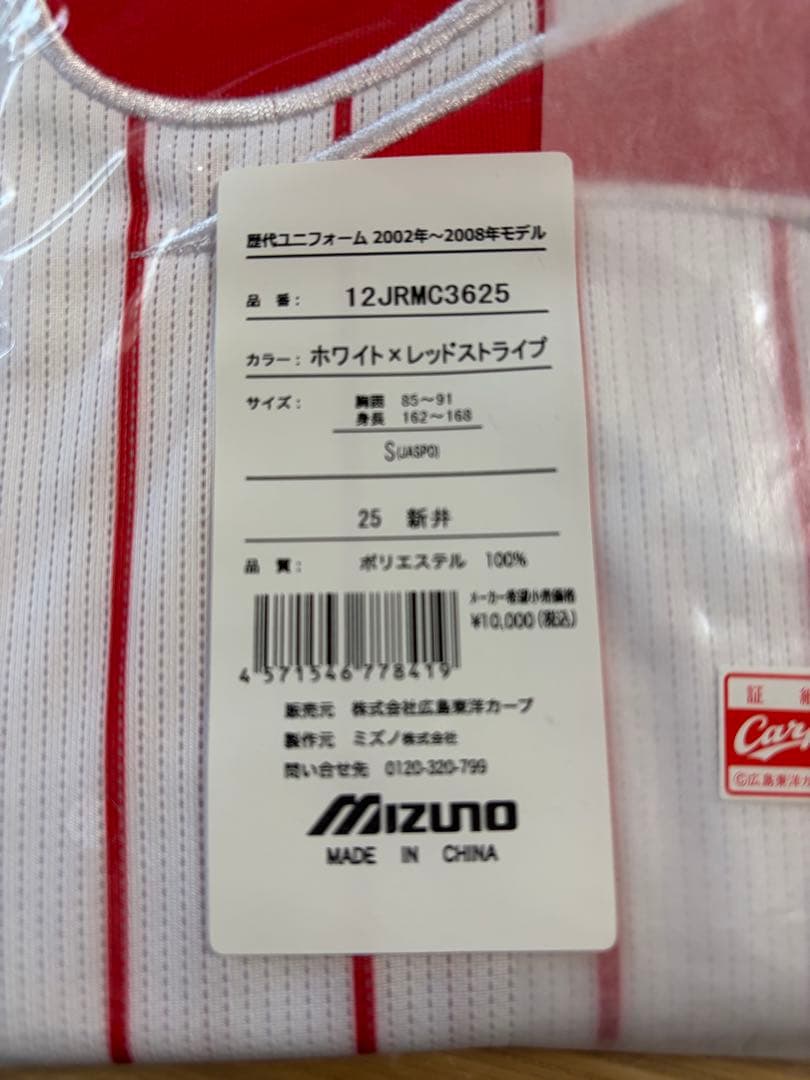 歴代ユニフォーム 2002年～2008年モデル
品 番： 12JRMC3625
カラー： ホワイト×レッドストライプ
サイズ： 胸囲 85～91
身長 162～168
S(JASPO)
25 新井
品 質： ポリエステル 100%
メーカー希望小売価格
¥10,000(税込)
4 571546 778419
販売元 株式会社広島東洋カープ
製作元 ミズノ株式会社
問い合せ先 0120-320-799
MIZUNO
MADE IN CHINA
証 紙
Carp
©広島東洋カ